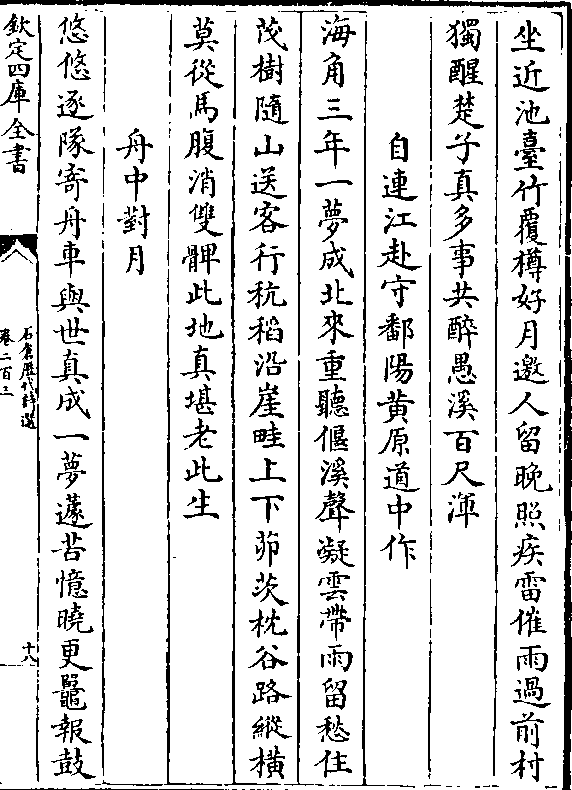 坐近池臺竹覆樽好月邀人留晚照疾雷催雨過前村
獨醒楚子真多事共醉愚溪百尺渾
自連江赴守鄱陽黄原道中作
海角三年一夢成北來重聽偃溪聲凝雲帶雨留愁住
茂樹隨山送客行秔稻沿崖畦上下茆茨枕谷路縱橫
莫從馬腹消雙髀此地真堪老此生
舟中對月
悠悠逐隊寄舟車與世真成一夢蘧苦憶曉更鼉報鼓
欽定四庫全書
石倉歷代詩選
卷二百三
十八